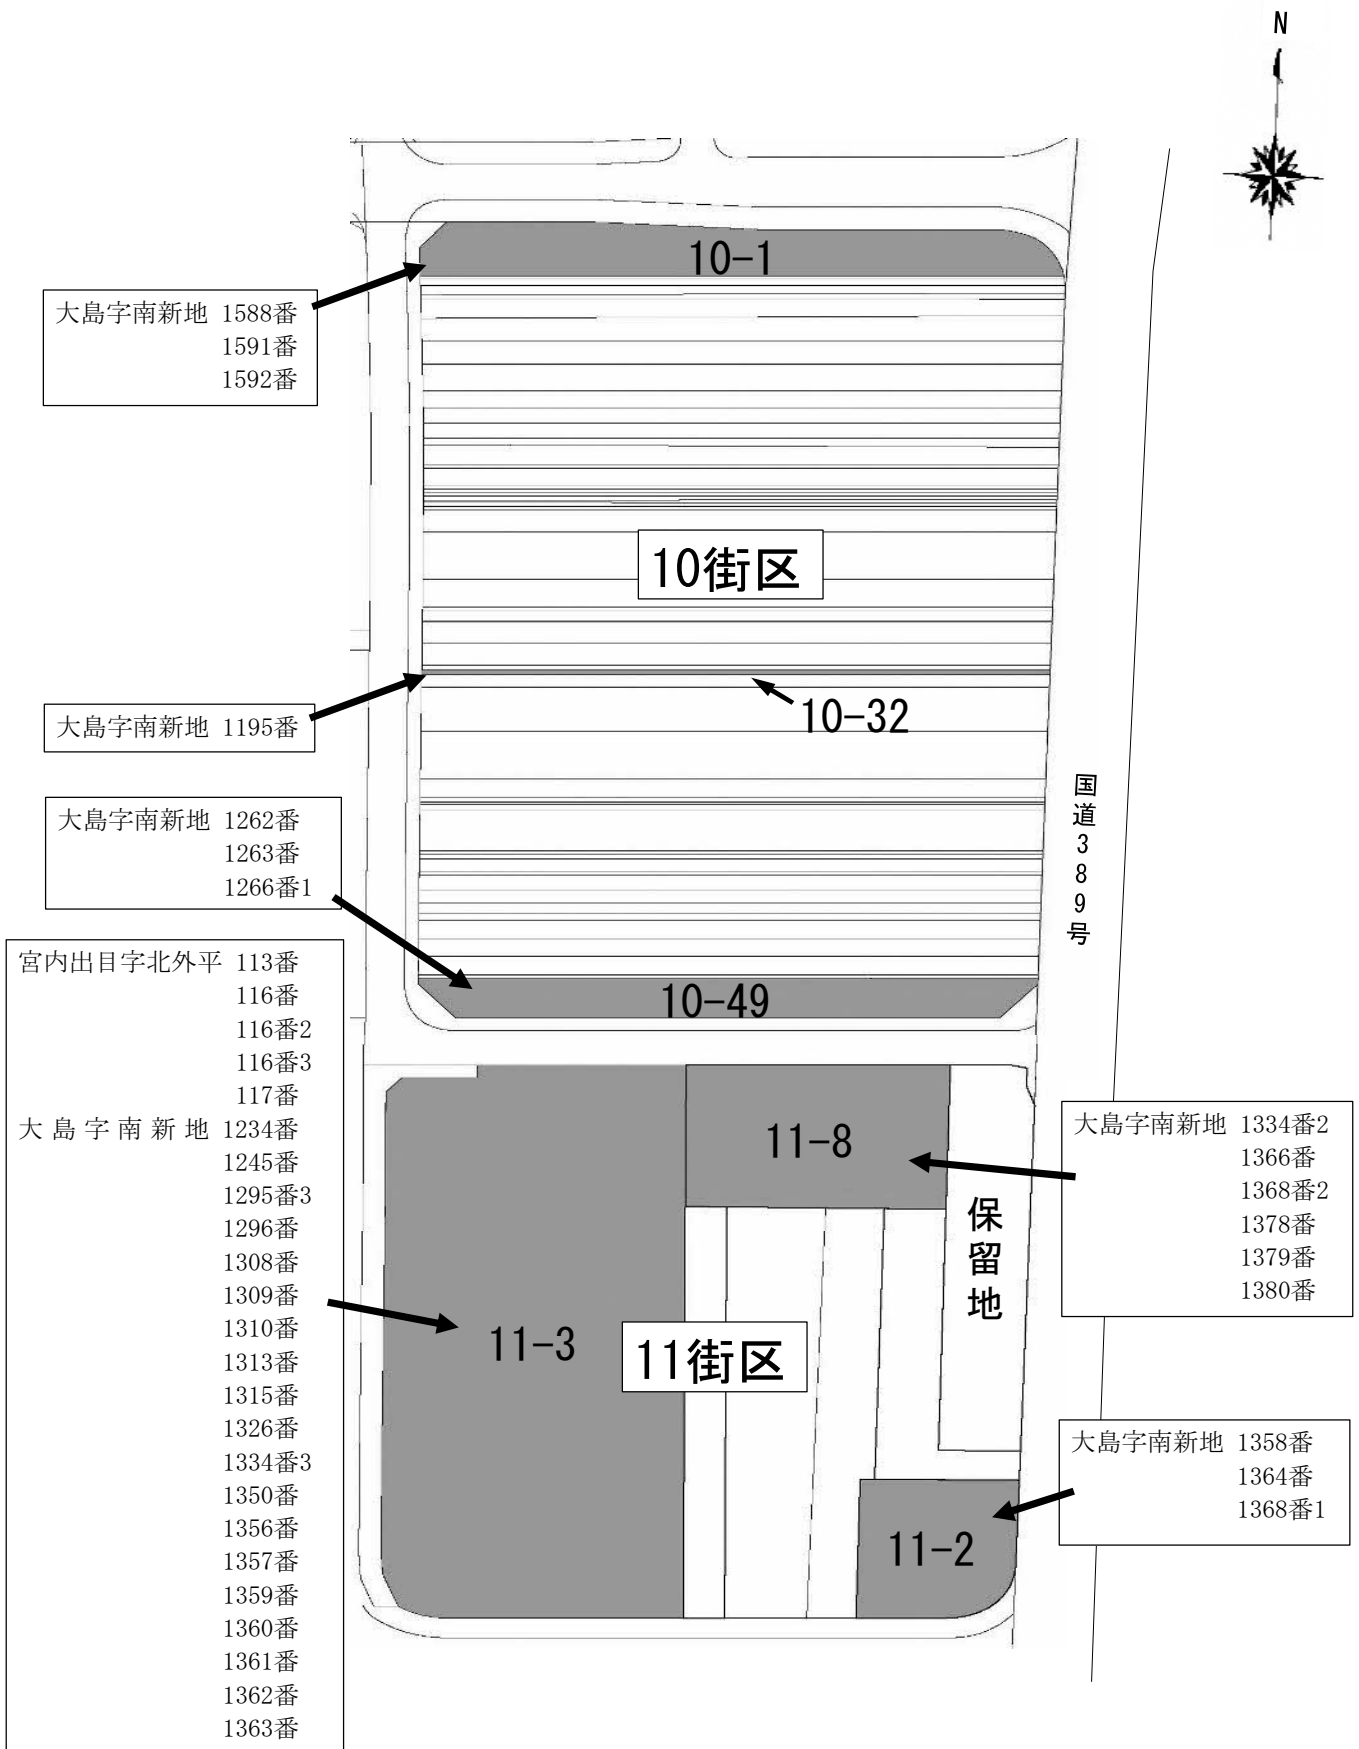 N
10-1
大島字南新地 1588番
1591番
1592番
10街区
大島字南新地 1195番
10-32
国道389号
大島字南新地 1262番
1263番
1266番1
10-49
宮内出目字北外平 113番
116番
116番2
116番3
117番
大島字南新地 1234番
1245番
1295番3
1296番
1308番
1309番
1310番
1313番
1315番
1326番
1334番3
1350番
1356番
1357番
1359番
1360番
1361番
1362番
1363番
11-8
大島字南新地 1334番2
1366番
1368番2
1378番
1379番
1380番
保留地
11-3
11街区
大島字南新地 1358番
1364番
1368番1
11-2